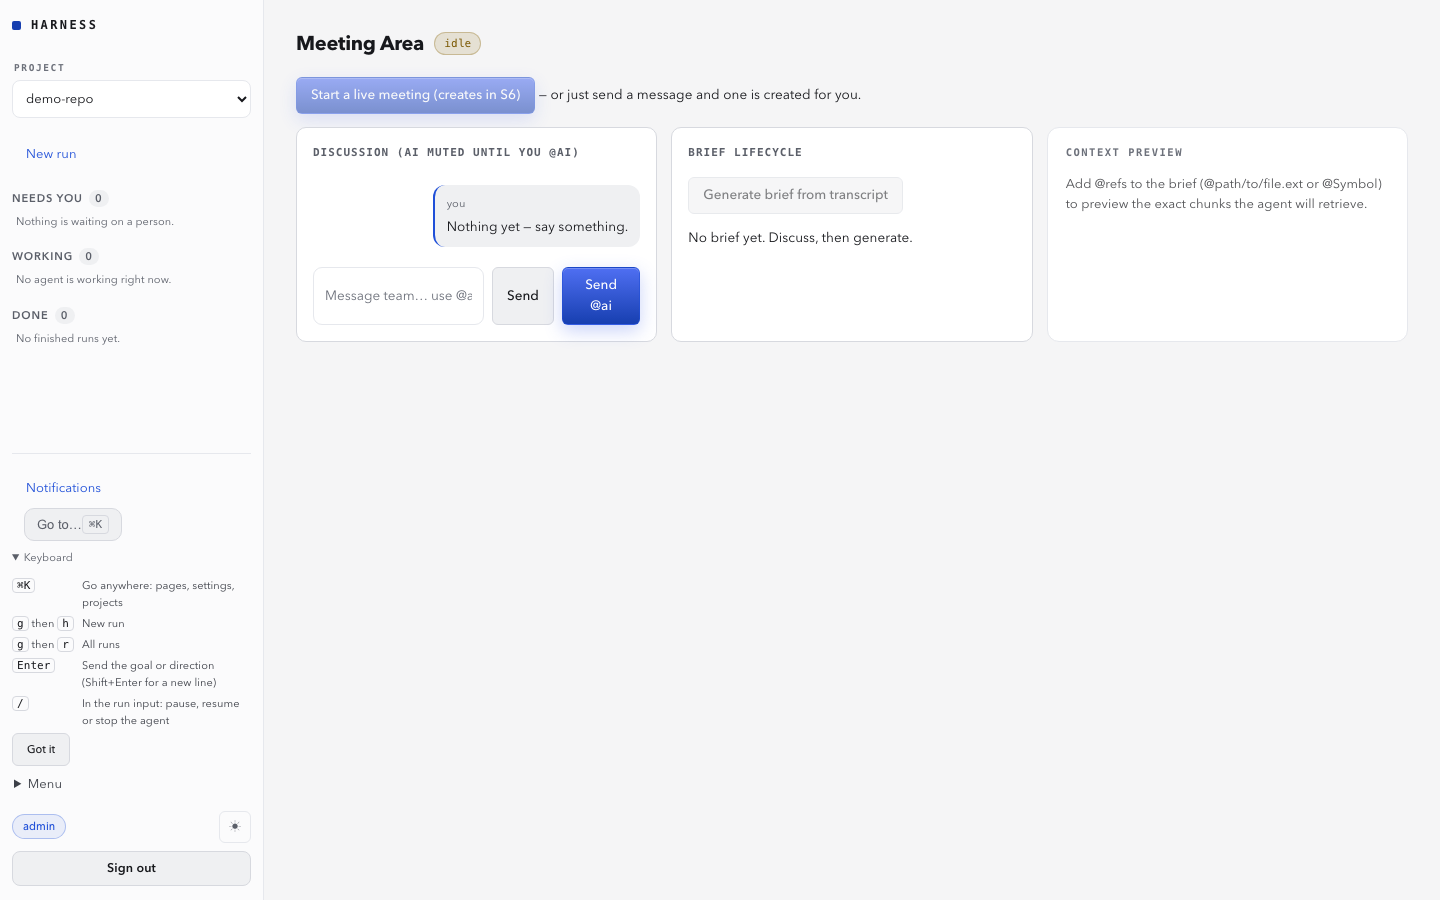 HARNESS
PROJECT
demo-repo
New run
NEEDS YOU 0
Nothing is waiting on a person.
WORKING 0
No agent is working right now.
DONE 0
No finished runs yet.
Notifications
Go to… ⌘K
▼ Keyboard
⌘K Go anywhere: pages, settings,
projects
g then h New run
g then r All runs
Enter Send the goal or direction
(Shift+Enter for a new line)
/ In the run input: pause, resume
or stop the agent
Got it
▶ Menu
admin
Sign out
Meeting Area idle
Start a live meeting (creates in S6) — or just send a message and one is created for you.
DISCUSSION (AI MUTED UNTIL YOU @AI)
you
Nothing yet — say something.
Message team… use @a
Send
Send
@ai
BRIEF LIFECYCLE
Generate brief from transcript
No brief yet. Discuss, then generate.
CONTEXT PREVIEW
Add @refs to the brief (@path/to/file.ext or @Symbol)
to preview the exact chunks the agent will retrieve.